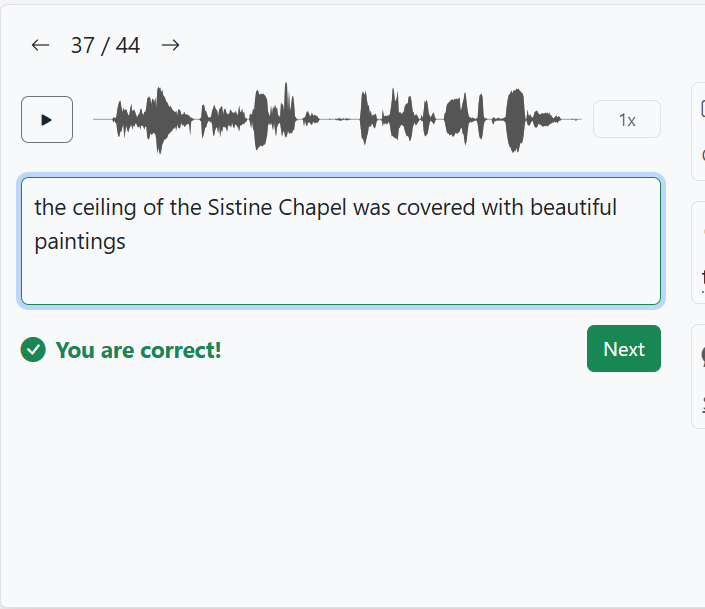 ← 37 / 44 →
1x
the ceiling of the Sistine Chapel was covered with beautiful
paintings
You are correct!
Next